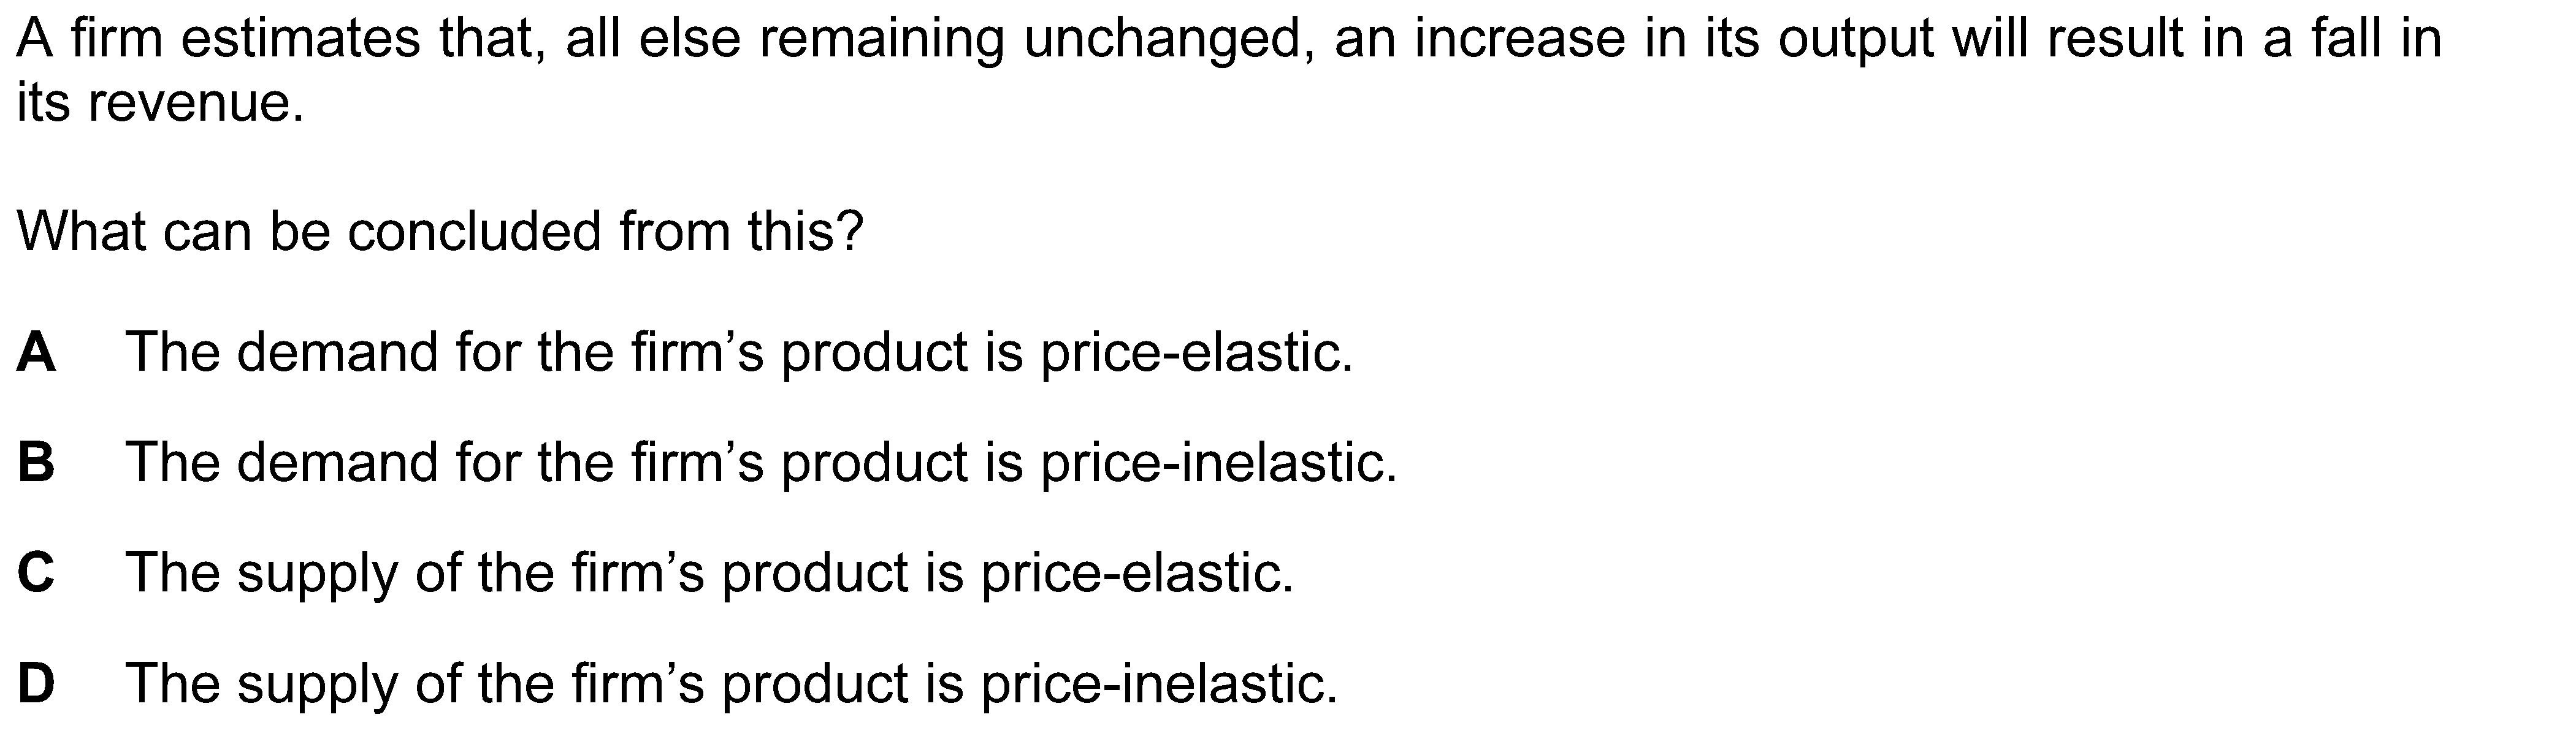 A firm estimates that, all else remaining unchanged, an increase in its output will result in a fall in
its revenue.
What can be concluded from this?
A The demand for the firm’s product is price-elastic.
B The demand for the firm’s product is price-inelastic.
C The supply of the firm’s product is price-elastic.
D The supply of the firm’s product is price-inelastic.